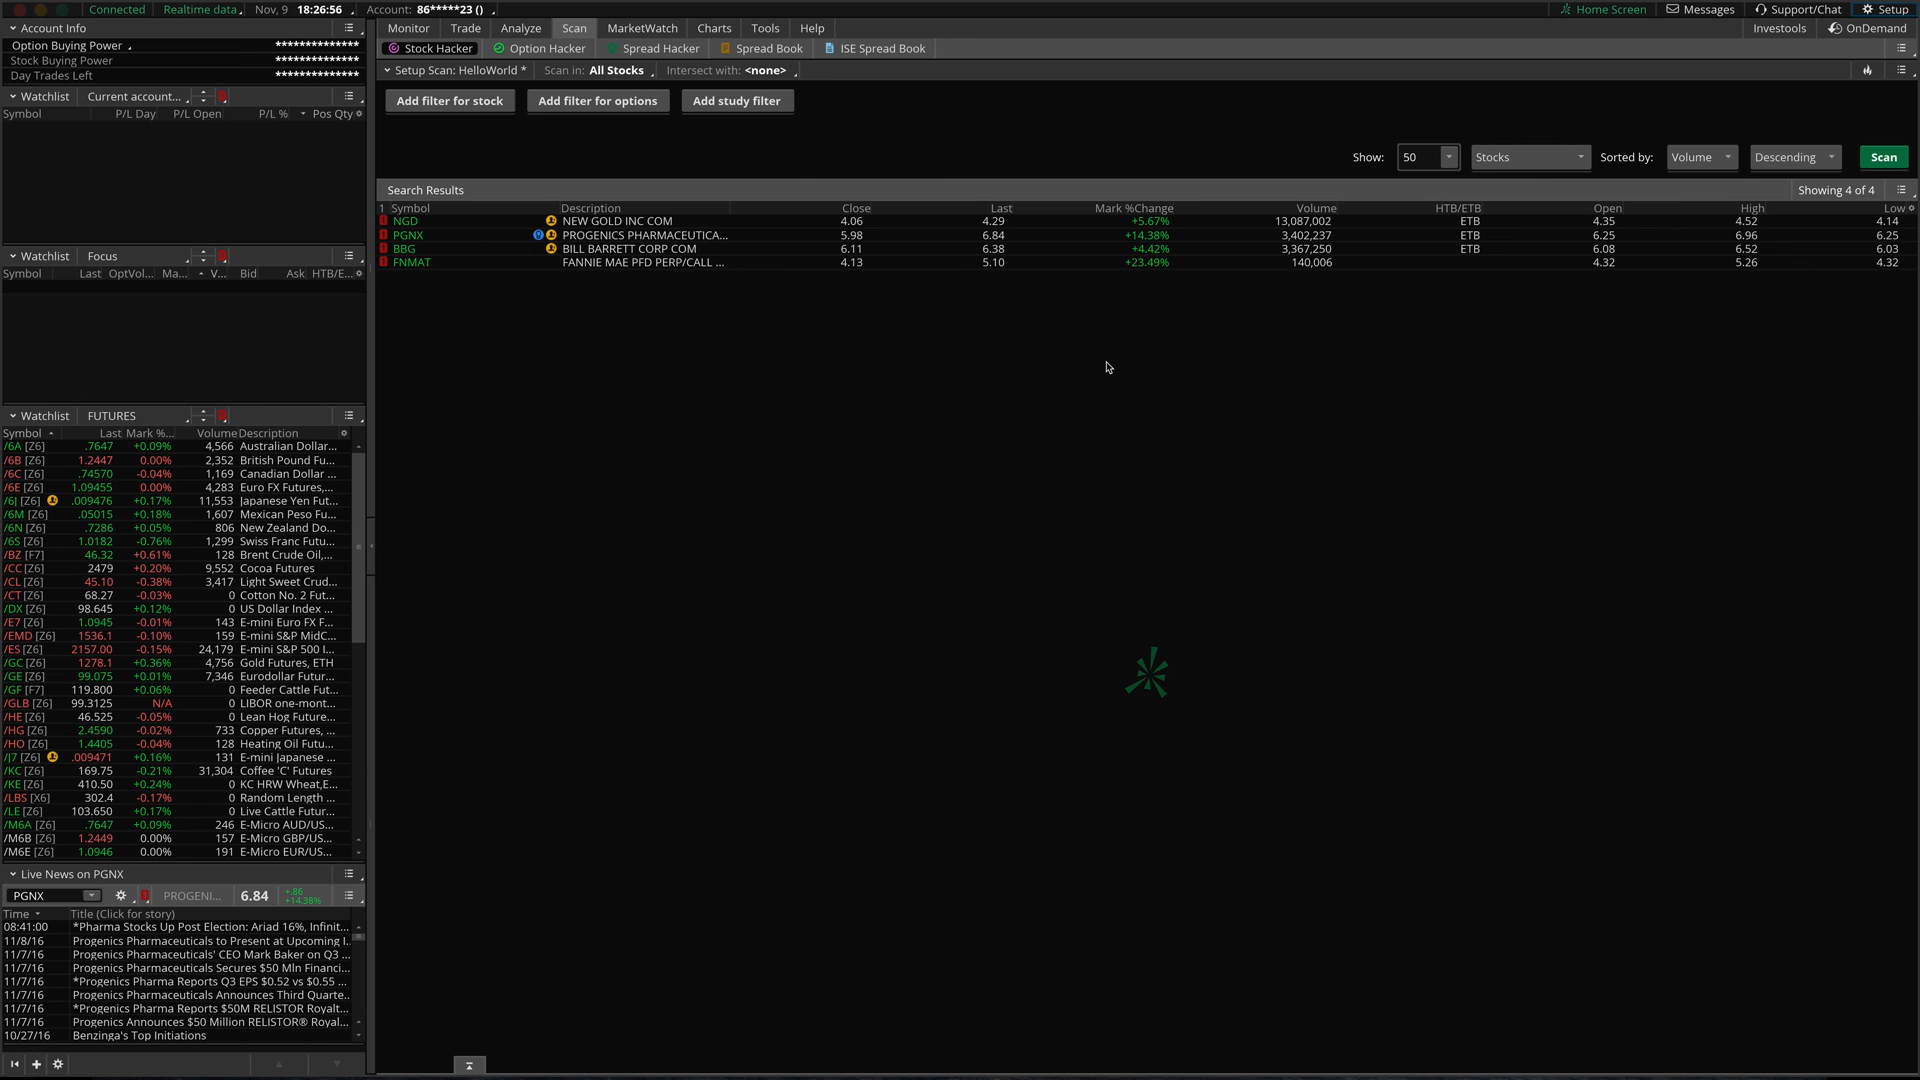 Connected Realtime data Nov, 9 18:26:56 Account: 86*****23 () Home Screen Messages Support/Chat Setup
Account Info
Option Buying Power **************
Stock Buying Power **************
Day Trades Left **************
Watchlist Current account...
Symbol P/L Day P/L Open P/L % Pos Qty
Watchlist Focus
Symbol Last OptVol... Ma... V... Bid Ask HTB/E...
Watchlist FUTURES
Symbol Last Mark %... Volume Description
/6A [Z6] .7647 +0.09% 4,566 Australian Dollar...
/6B [Z6] 1.2447 0.00% 2,352 British Pound Fu...
/6C [Z6] .74570 -0.04% 1,169 Canadian Dollar ...
/6E [Z6] 1.09455 0.00% 4,283 Euro FX Futures,...
/6J [Z6] .009476 +0.17% 11,553 Japanese Yen Fut...
/6M [Z6] .05015 +0.18% 1,607 Mexican Peso Fu...
/6N [Z6] .7286 +0.05% 806 New Zealand Do...
/6S [Z6] 1.0182 -0.76% 1,299 Swiss Franc Futu...
/BZ [F7] 46.32 +0.61% 128 Brent Crude Oil,...
/CC [Z6] 2479 +0.20% 9,552 Cocoa Futures
/CL [Z6] 45.10 -0.38% 3,417 Light Sweet Crud...
/CT [Z6] 68.27 -0.03% 0 Cotton No. 2 Fut...
/DX [Z6] 98.645 +0.12% 0 US Dollar Index ...
/E7 [Z6] 1.0945 -0.01% 143 E-mini Euro FX F...
/EMD [Z6] 1536.1 -0.10% 159 E-mini S&P MidC...
/ES [Z6] 2157.00 -0.15% 24,179 E-mini S&P 500 I...
/GC [Z6] 1278.1 +0.36% 4,756 Gold Futures, ETH
/GE [Z6] 99.075 +0.01% 7,346 Eurodollar Futur...
/GF [F7] 119.800 +0.06% 0 Feeder Cattle Fut...
/GLB [Z6] 99.3125 N/A 0 LIBOR one-mont...
/HE [Z6] 46.525 -0.05% 0 Lean Hog Future...
/HG [Z6] 2.4590 -0.02% 733 Copper Futures, ...
/HO [Z6] 1.4405 -0.04% 128 Heating Oil Futu...
/J7 [Z6] .009471 +0.16% 131 E-mini Japanese ...
/KC [Z6] 169.75 -0.21% 31,304 Coffee 'C' Futures
/KE [Z6] 410.50 +0.24% 0 KC HRW Wheat,E...
/LBS [X6] 302.4 -0.17% 0 Random Length ...
/LE [Z6] 103.650 +0.17% 0 Live Cattle Futur...
/M6A [Z6] .7647 +0.09% 246 E-Micro AUD/US...
/M6B [Z6] 1.2449 0.00% 157 E-Micro GBP/US...
/M6E [Z6] 1.0946 0.00% 191 E-Micro EUR/US...
Live News on PGNX
PGNX PROGENI... 6.84 +.86 +14.38%
Time Title (Click for story)
08:41:00 *Pharma Stocks Up Post Election: Ariad 16%, Infinit...
11/8/16 Progenics Pharmaceuticals to Present at Upcoming I...
11/7/16 Progenics Pharmaceuticals' CEO Mark Baker on Q3 ...
11/7/16 Progenics Pharmaceuticals Secures $50 Mln Financi...
11/7/16 *Progenics Pharma Reports Q3 EPS $0.52 vs $0.55 ...
11/7/16 Progenics Pharmaceuticals Announces Third Quarte...
11/7/16 *Progenics Pharma Reports $50M RELISTOR Royalt...
11/7/16 Progenics Announces $50 Million RELISTOR® Royal...
10/27/16 Benzinga's Top Initiations
Monitor Trade Analyze Scan MarketWatch Charts Tools Help Investools OnDemand
Stock Hacker Option Hacker Spread Hacker Spread Book ISE Spread Book
Setup Scan: HelloWorld * Scan in: All Stocks Intersect with: <none>
Add filter for stock Add filter for options Add study filter
Show: 50 Stocks Sorted by: Volume Descending Scan
Search Results Showing 4 of 4
1 Symbol Description Close Last Mark %Change Volume HTB/ETB Open High Low
NGD NEW GOLD INC COM 4.06 4.29 +5.67% 13,087,002 ETB 4.35 4.52 4.14
PGNX PROGENICS PHARMACEUTICA... 5.98 6.84 +14.38% 3,402,237 ETB 6.25 6.96 6.25
BBG BILL BARRETT CORP COM 6.11 6.38 +4.42% 3,367,250 ETB 6.08 6.52 6.03
FNMAT FANNIE MAE PFD PERP/CALL ... 4.13 5.10 +23.49% 140,006 4.32 5.26 4.32